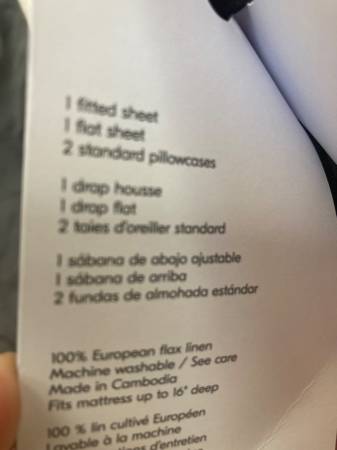 1 fitted sheet
1 flat sheet
2 standard pillowcases
1 drap housse
1 drap flat
2 taies d'oreiller standard
1 sábana de abajo ajustable
1 sábana de arriba
2 fundas de almohada estándar
100% European flax linen
Machine washable / See care
Made in Cambodia
Fits mattress up to 16" deep
100 % lin cultivé Européen
Lavable à la machine
d'entretien